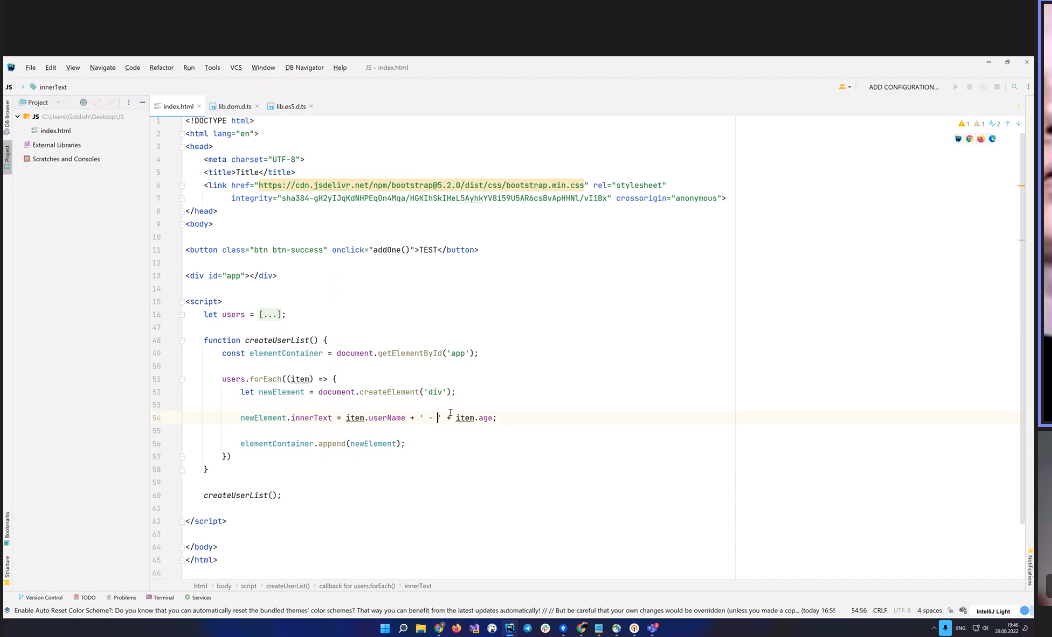 File Edit View Navigate Code Refactor Run Tools VCS Window DB Navigator Help JS - index.html
JS innerText ADD CONFIGURATION...
Project index.html lib.dom.d.ts lib.es5.d.ts
DB Browser
Project
JS C:\Users\Goldish\Desktop\JS
index.html
External Libraries
Scratches and Consoles
1 1 2
1 <!DOCTYPE html>
2 <html lang="en">
3 <head>
4 <meta charset="UTF-8">
5 <title>Title</title>
6 <link href="https://cdn.jsdelivr.net/npm/bootstrap@5.2.0/dist/css/bootstrap.min.css" rel="stylesheet"
7 integrity="sha384-gH2yIJqKdNHPEq0n4Mqa/HGKIhSkIHeL5AyhkYV8i59U5AR6csBvApHHNl/vI1Bx" crossorigin="anonymous">
8 </head>
9 <body>
10
11 <button class="btn btn-success" onclick="addOne()">TEST</button>
12
13 <div id="app"></div>
14
15 <script>
16 let users = [...];
47
48 function createUserList() {
49 const elementContainer = document.getElementById('app');
50
51 users.forEach((item) => {
52 let newElement = document.createElement('div');
53
54 newElement.innerText = item.userName + ' - ' + item.age;
55
56 elementContainer.append(newElement);
57 })
58 }
59
60 createUserList();
61
62 </script>
63
64 </body>
65 </html>
66
Bookmarks
Structure
Notifications
html body script createUserList() callback for users.forEach() innerText
Version Control TODO Problems Terminal Services
Enable Auto Reset Color Scheme?: Do you know that you can automatically reset the bundled themes' color schemes? That way you can benefit from the latest updates automatically! // // But be careful that your own changes would be overridden (unless you made a cop... (today 16:59 54:56 CRLF UTF-8 4 spaces IntelliJ Light
ENG 19:46
29.08.2022